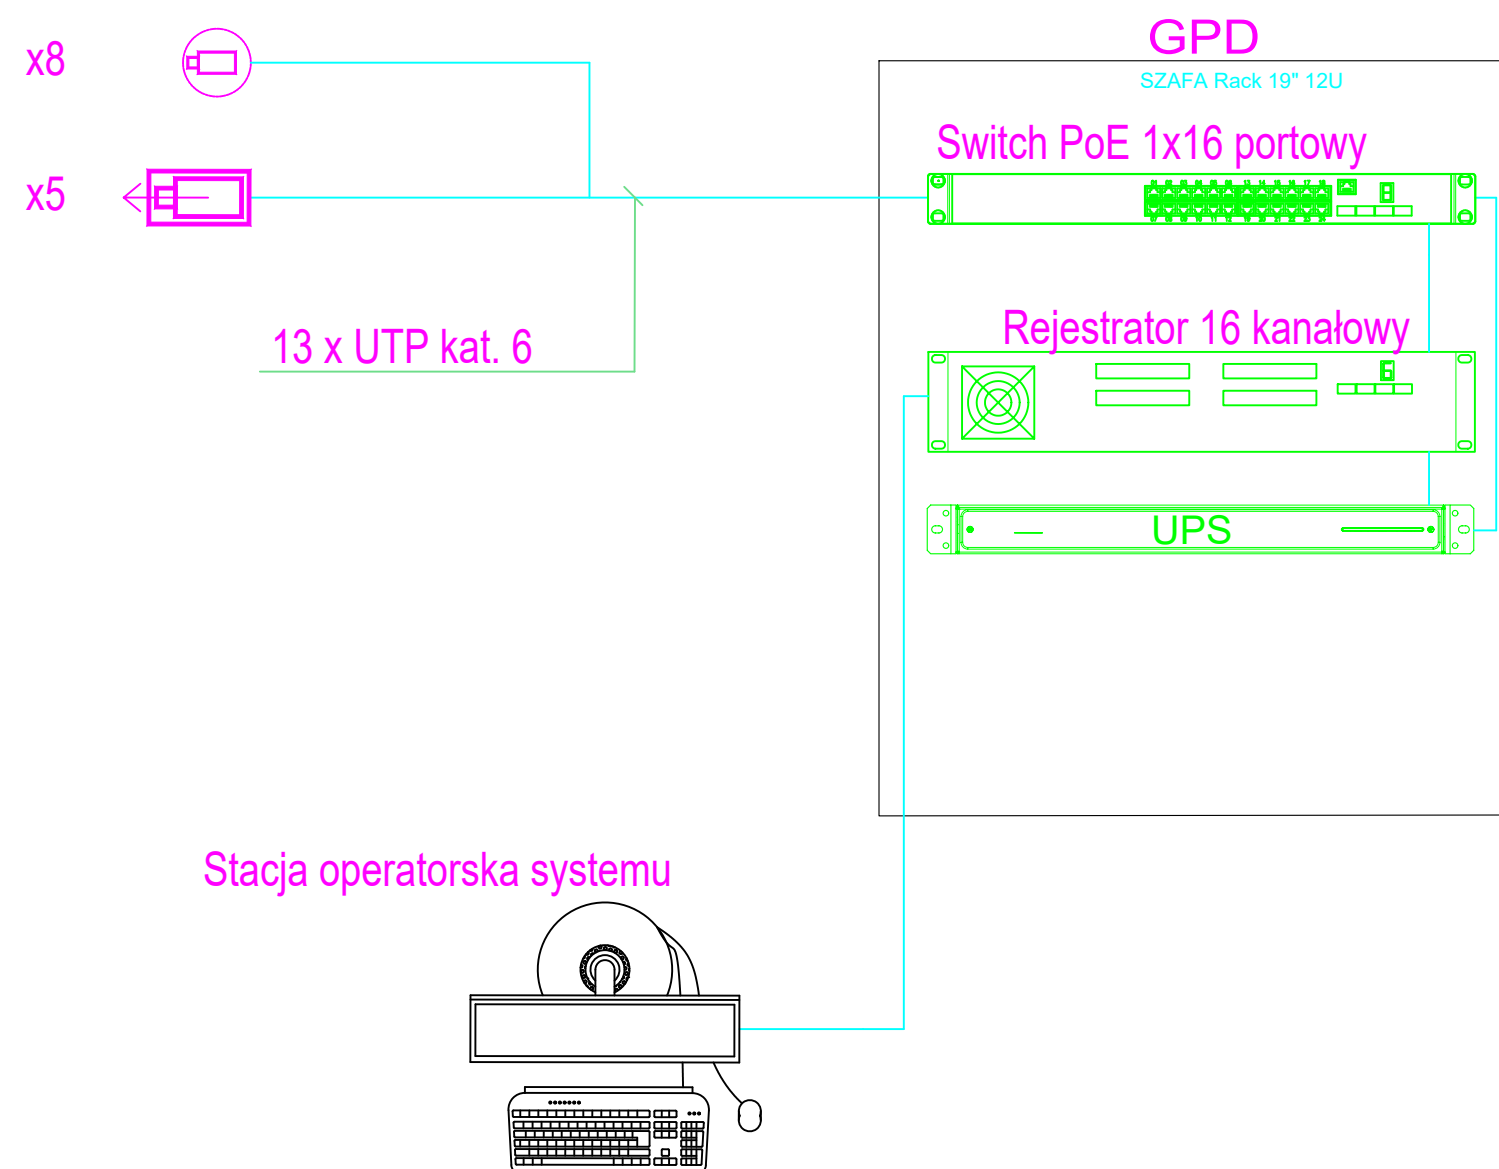 x8
GPD
SZAFA Rack 19" 12U
Switch PoE 1x16 portowy
x5
Rejestrator 16 kanałowy
13 x UTP kat. 6
UPS
Stacja operatorska systemu